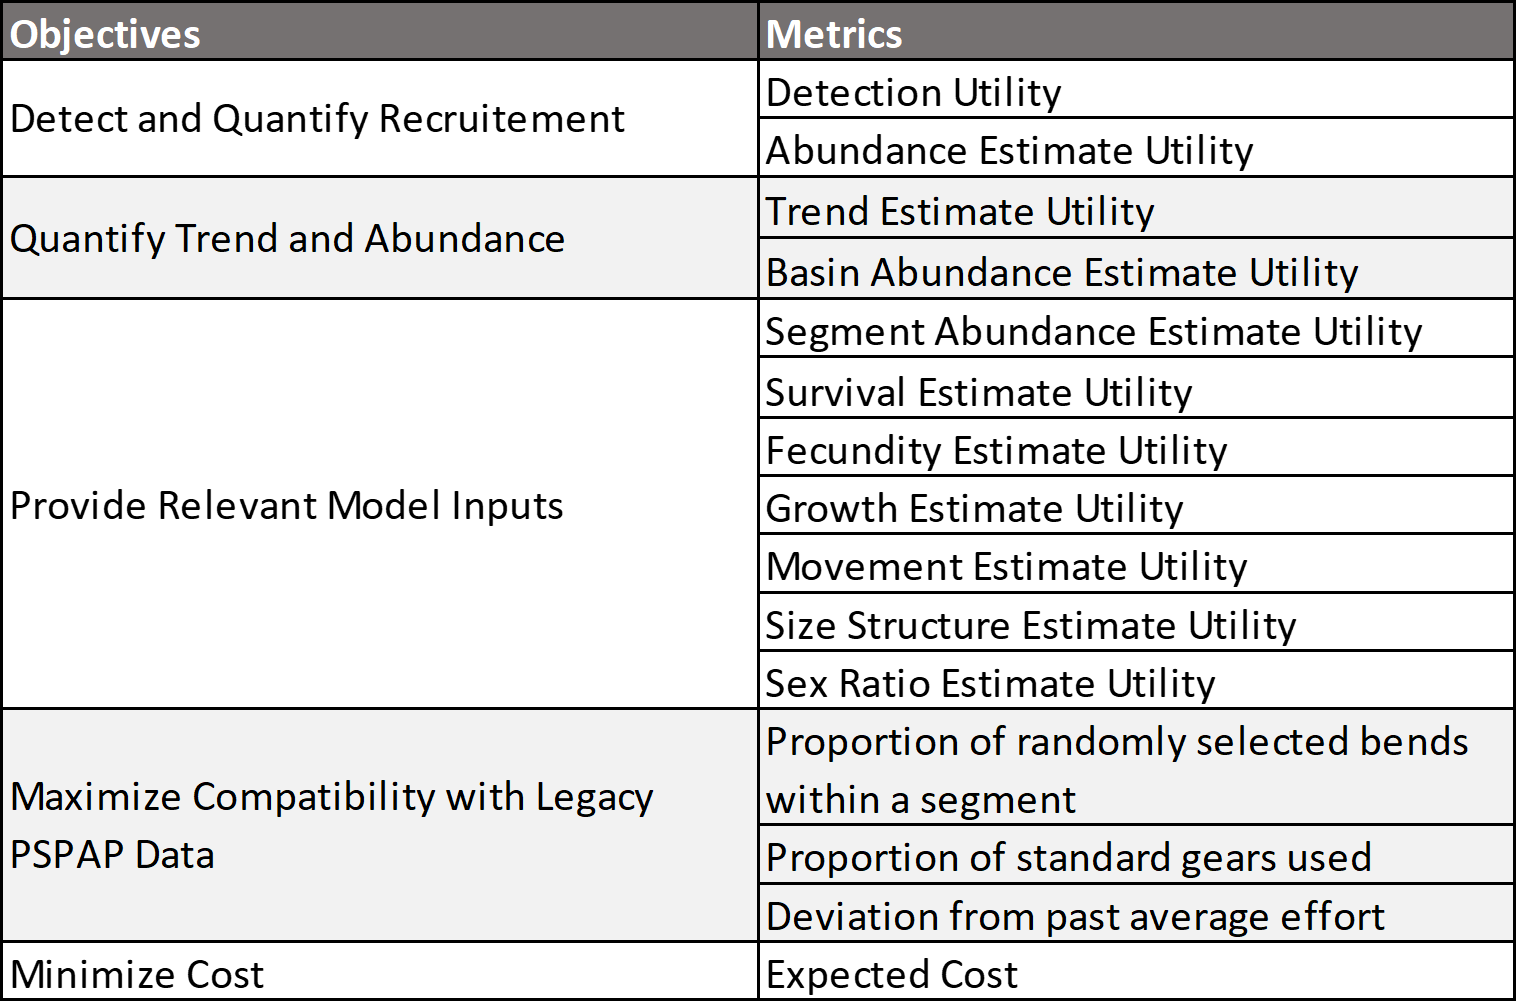 Objectives
Metrics
Detect and Quantify Recruitement
Detection Utility
Abundance Estimate Utility
Quantify Trend and Abundance
Trend Estimate Utility
Basin Abundance Estimate Utility
Provide Relevant Model Inputs
Segment Abundance Estimate Utility
Survival Estimate Utility
Fecundity Estimate Utility
Growth Estimate Utility
Movement Estimate Utility
Size Structure Estimate Utility
Sex Ratio Estimate Utility
Maximize Compatibility with Legacy
PSPAP Data
Proportion of randomly selected bends
within a segment
Proportion of standard gears used
Deviation from past average effort
Minimize Cost
Expected Cost